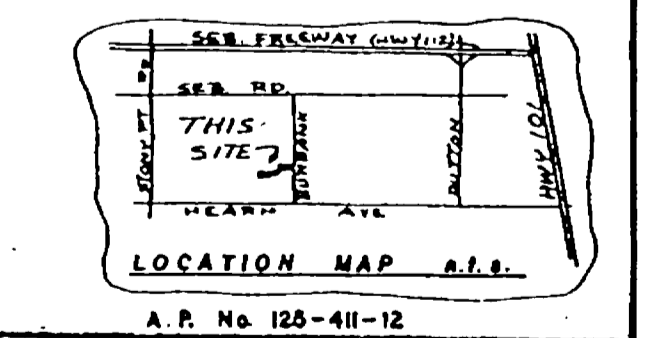 SEB. FREEWAY (HWY 112)
SEB. RD.
STONY PT RD
THIS
SITE
BURBANK
DUTTON
HWY 101
HEARN AVE
LOCATION MAP n.t.s.
A.P. No. 125-411-12